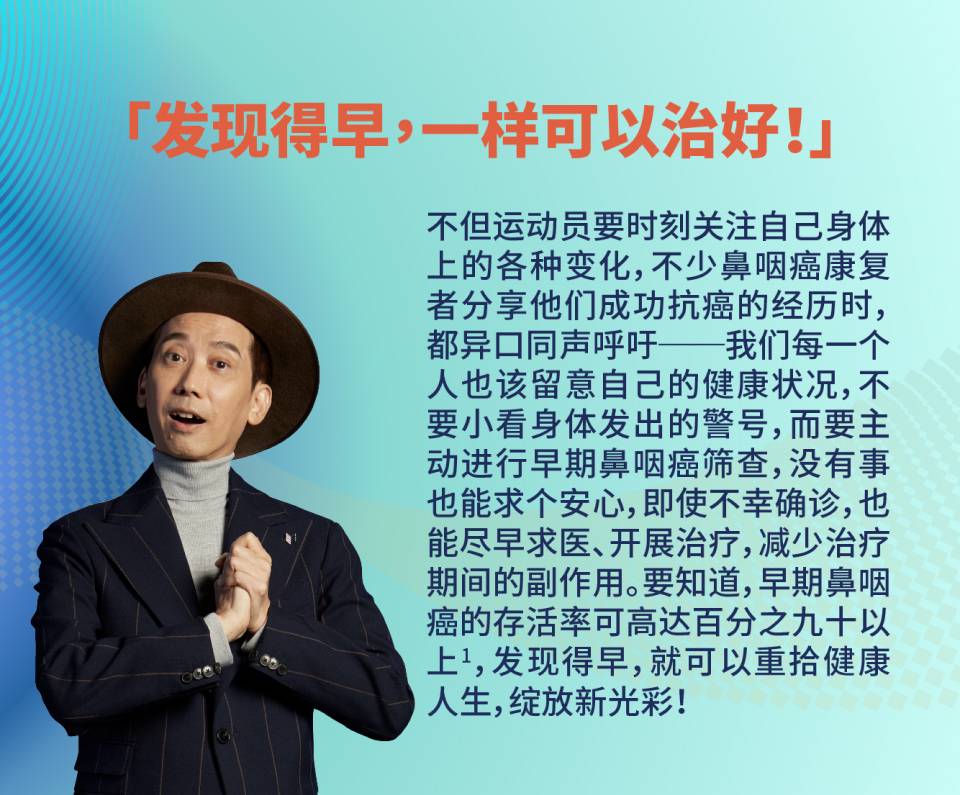 「发现得早，一样可以治好！」
不但运动员要时刻关注自己身体
上的各种变化，不少鼻咽癌康复
者分享他们成功抗癌的经历时，
都异口同声呼吁——我们每一个
人也该留意自己的健康状况，不
要小看身体发出的警号，而要主
动进行早期鼻咽癌筛查，没有事
也能求个安心，即使不幸确诊，也
能尽早求医、开展治疗，减少治疗
期间的副作用。要知道，早期鼻咽
癌的存活率可高达百分之九十以
上¹，发现得早，就可以重拾健康
人生，绽放新光彩！